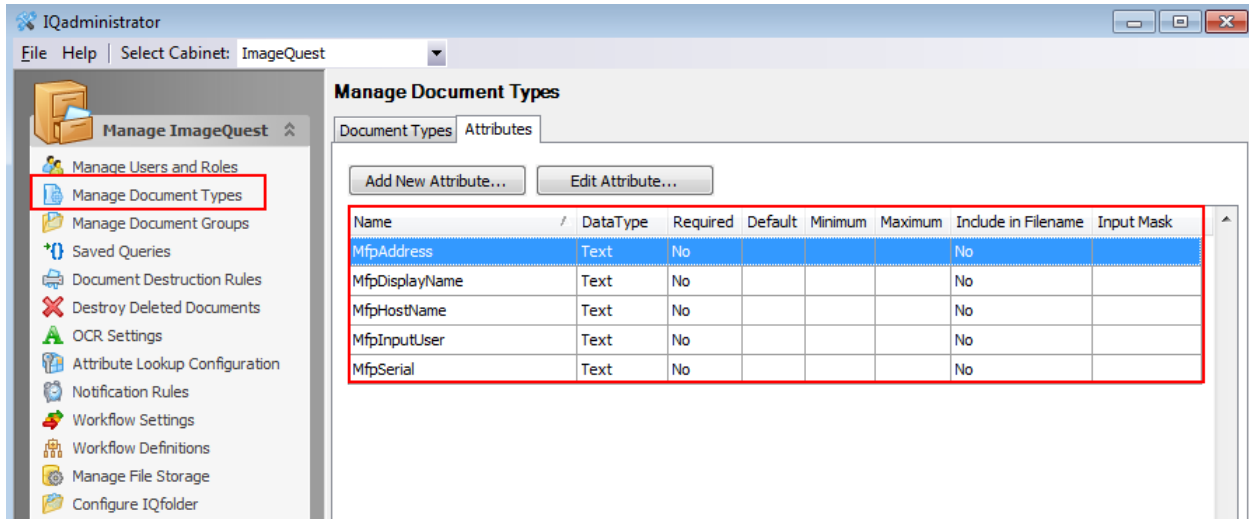 IQadministrator
File Help Select Cabinet: ImageQuest
Manage ImageQuest
Manage Users and Roles
Manage Document Types
Manage Document Groups
Saved Queries
Document Destruction Rules
Destroy Deleted Documents
OCR Settings
Attribute Lookup Configuration
Notification Rules
Workflow Settings
Workflow Definitions
Manage File Storage
Configure IQfolder
Manage Document Types
Document Types Attributes
Add New Attribute... Edit Attribute...
Name DataType Required Default Minimum Maximum Include in Filename Input Mask
MfpAddress Text No No
MfpDisplayName Text No No
MfpHostName Text No No
MfpInputUser Text No No
MfpSerial Text No No